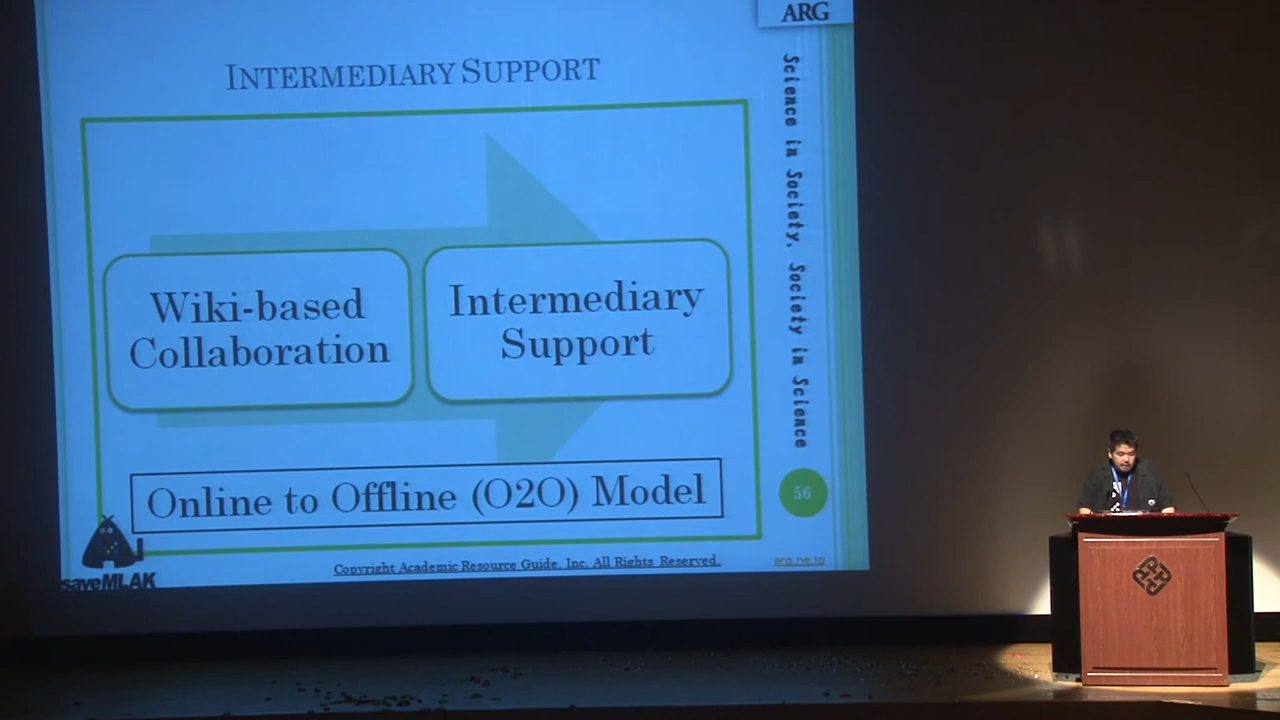 ARG
INTERMEDIARY SUPPORT
Science in Society, Society in Science
Wiki-based
Collaboration
Intermediary
Support
Online to Offline (O2O) Model
56
saveMLAK
Copyright Academic Resource Guide, Inc. All Rights Reserved.
arg.ne.jp